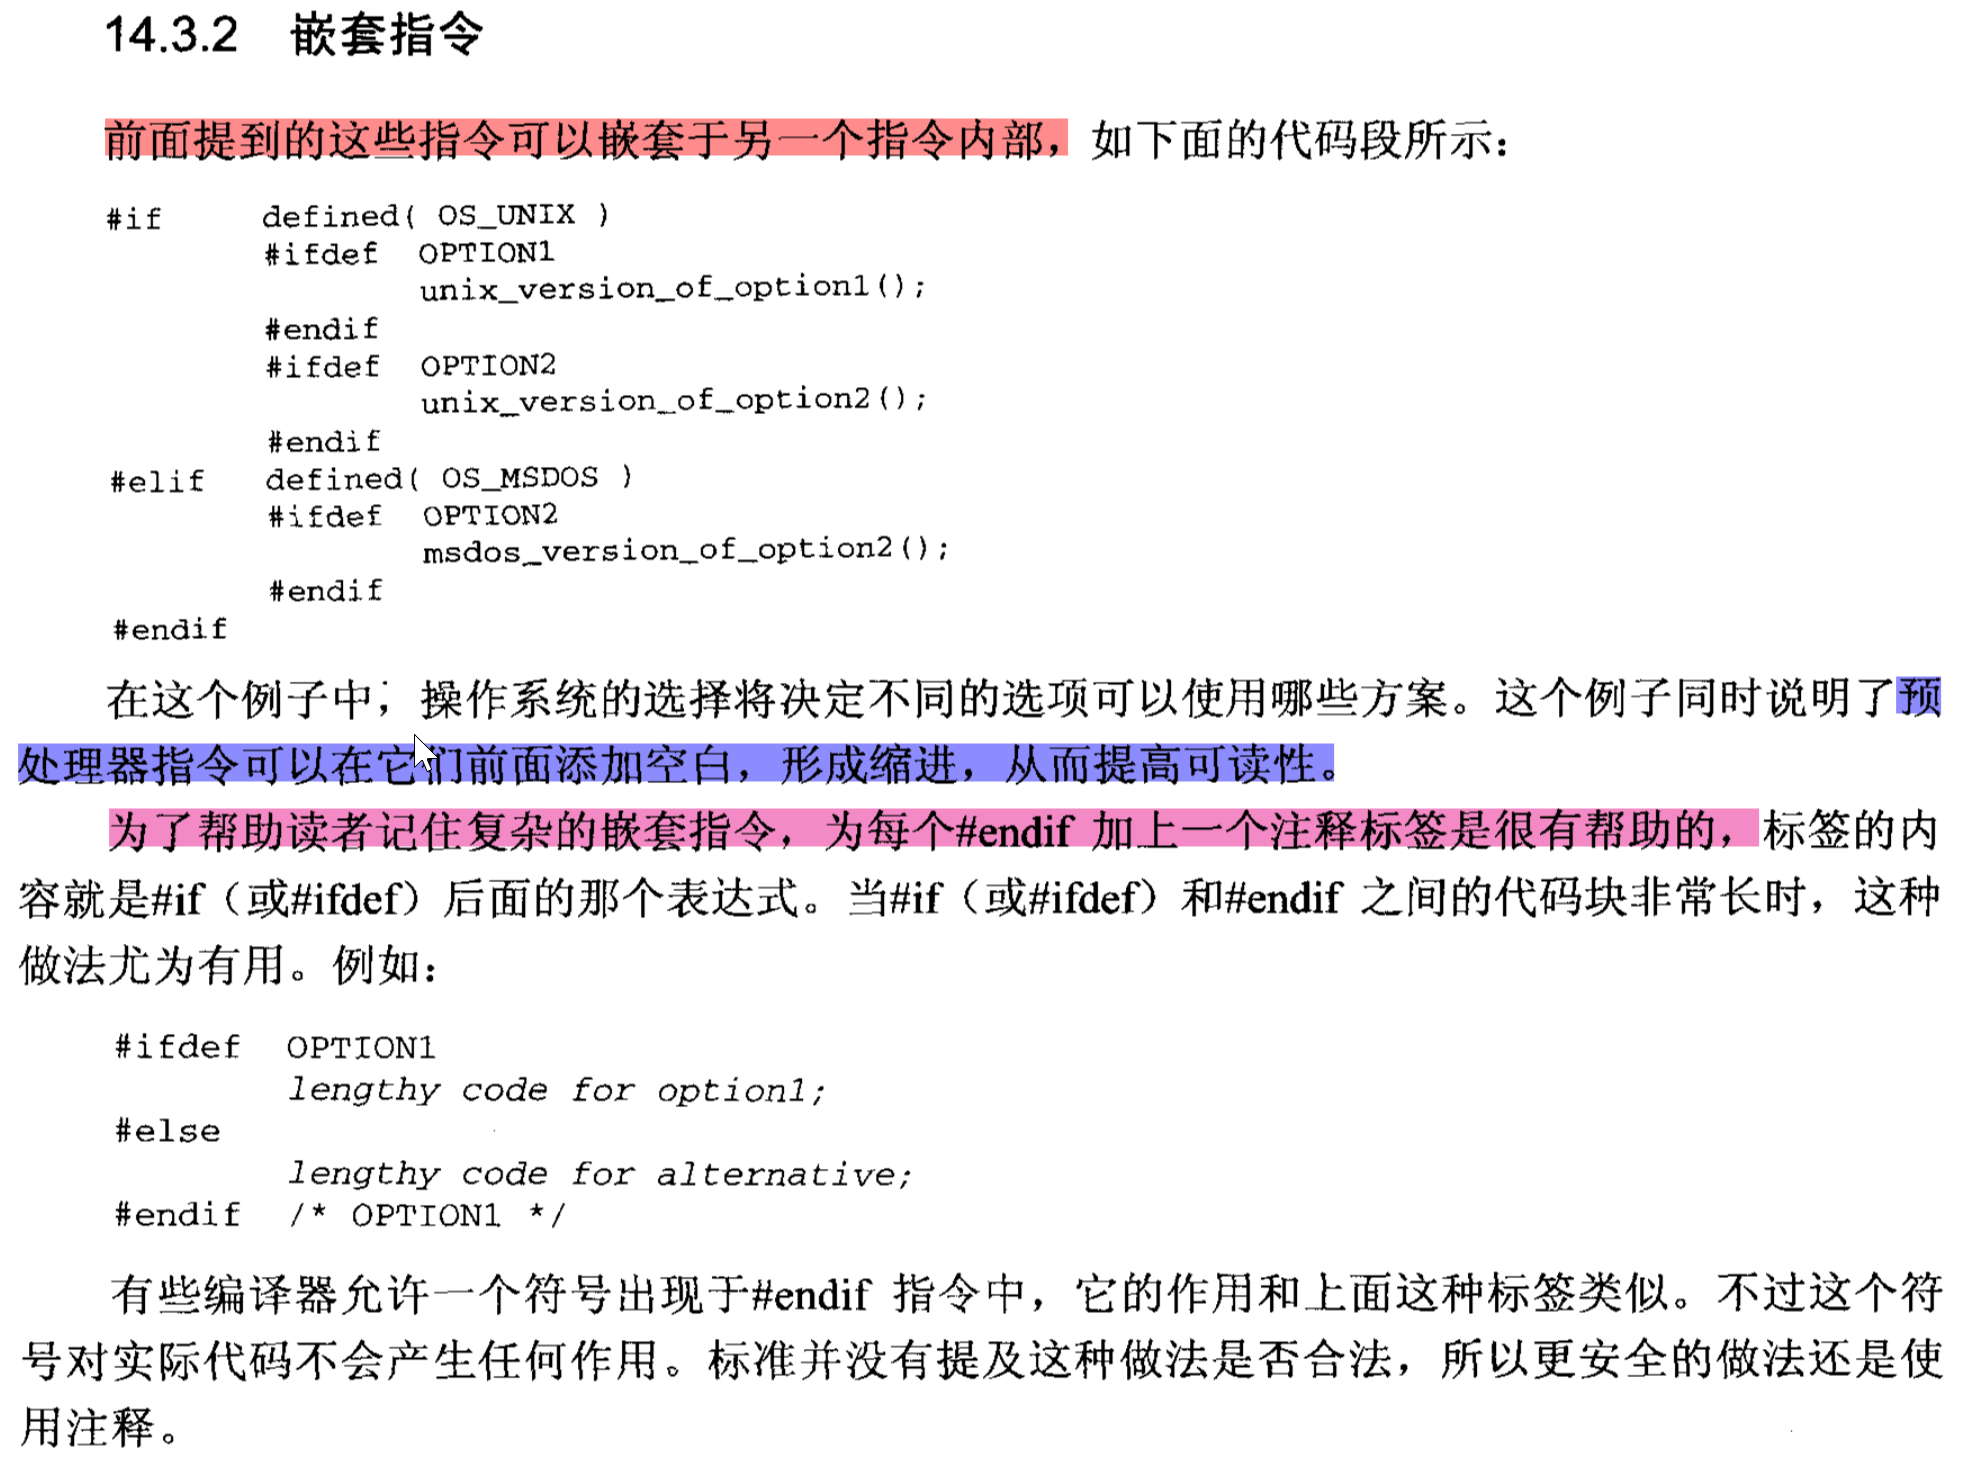 14.3.2 嵌套指令
前面提到的这些指令可以嵌套于另一个指令内部，如下面的代码段所示：
#if defined( OS_UNIX )
#ifdef OPTION1
unix_version_of_option1();
#endif
#ifdef OPTION2
unix_version_of_option2();
#endif
#elif defined( OS_MSDOS )
#ifdef OPTION2
msdos_version_of_option2();
#endif
#endif
在这个例子中，操作系统的选择将决定不同的选项可以使用哪些方案。这个例子同时说明了预
处理器指令可以在它们前面添加空白，形成缩进，从而提高可读性。
为了帮助读者记住复杂的嵌套指令，为每个#endif 加上一个注释标签是很有帮助的，标签的内
容就是#if（或#ifdef）后面的那个表达式。当#if（或#ifdef）和#endif 之间的代码块非常长时，这种
做法尤为有用。例如：
#ifdef OPTION1
lengthy code for option1;
#else
lengthy code for alternative;
#endif /* OPTION1 */
有些编译器允许一个符号出现于#endif 指令中，它的作用和上面这种标签类似。不过这个符
号对实际代码不会产生任何作用。标准并没有提及这种做法是否合法，所以更安全的做法还是使
用注释。